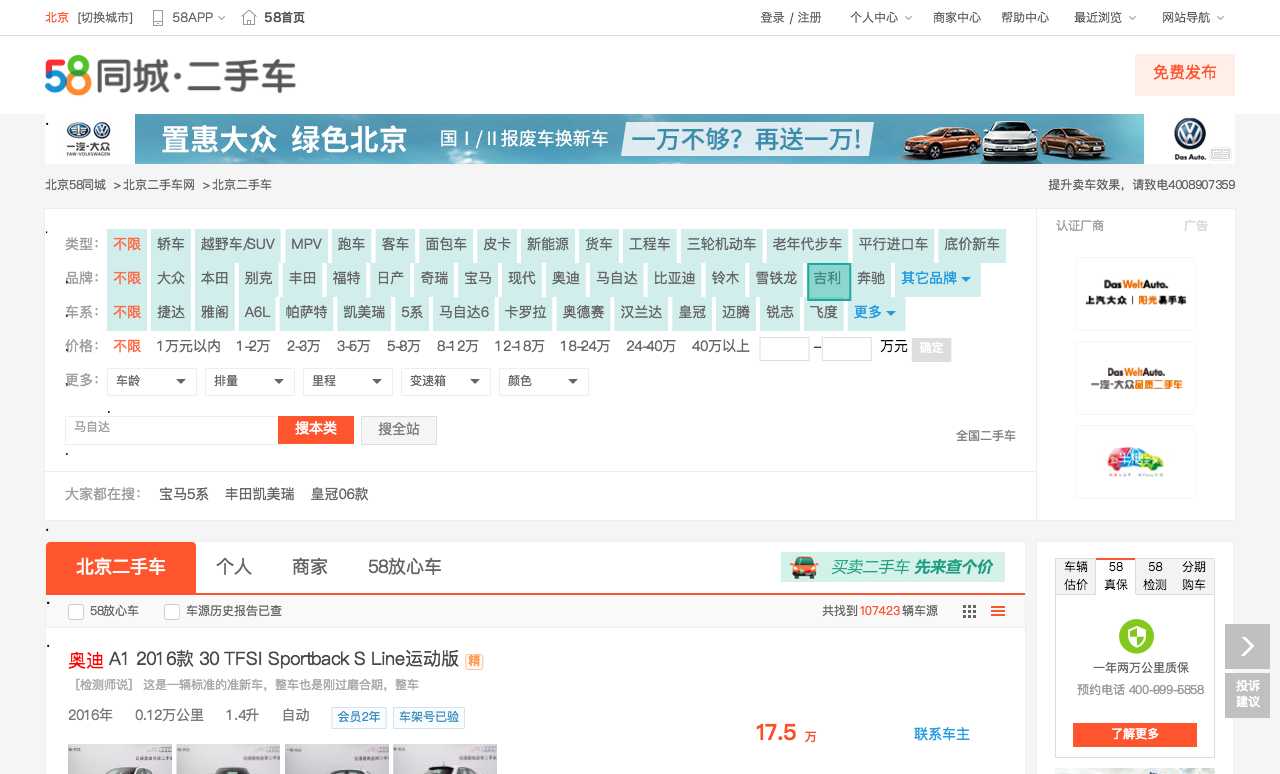 北京 [切换城市] 58APP 58首页 登录 / 注册 个人中心 商家中心 帮助中心 最近浏览 网站导航
58同城·二手车 免费发布
一汽-大众 FAW-VOLKSWAGEN 置惠大众 绿色北京 国Ⅰ/Ⅱ报废车换新车 一万不够？再送一万! Das Auto.
北京58同城 > 北京二手车网 > 北京二手车 提升卖车效果，请致电4008907359
认证厂商 广告
类型： 不限 轿车 越野车/SUV MPV 跑车 客车 面包车 皮卡 新能源 货车 工程车 三轮机动车 老年代步车 平行进口车 底价新车
品牌： 不限 大众 本田 别克 丰田 福特 日产 奇瑞 宝马 现代 奥迪 马自达 比亚迪 铃木 雪铁龙 吉利 奔驰 其它品牌
车系： 不限 捷达 雅阁 A6L 帕萨特 凯美瑞 5系 马自达6 卡罗拉 奥德赛 汉兰达 皇冠 迈腾 锐志 飞度 更多
价格： 不限 1万元以内 1-2万 2-3万 3-5万 5-8万 8-12万 12-18万 18-24万 24-40万 40万以上 – 万元 确定
更多： 车龄 排量 里程 变速箱 颜色
马自达 搜本类 搜全站 全国二手车
大家都在搜： 宝马5系 丰田凯美瑞 皇冠06款
Das WeltAuto.
上汽大众 | 阳光易手车
Das WeltAuto.
一汽-大众品质二手车
北京二手车 个人 商家 58放心车 买卖二手车 先来查个价
58放心车 车源历史报告已查 共找到107423辆车源
奥迪 A1 2016款 30 TFSI Sportback S Line运动版 精
［检测师说］ 这是一辆标准的准新车，整车也是刚过磨合期，整车
2016年 0.12万公里 1.4升 自动 会员2年 车架号已验
17.5 万 联系车主
车辆估价 58真保 58检测 分期购车
一年两万公里质保
预约电话 400-999-5858
了解更多
投诉
建议